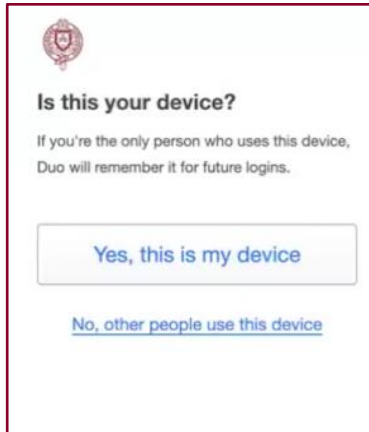 Is this your device?
If you're the only person who uses this device,
Duo will remember it for future logins.
Yes, this is my device
No, other people use this device